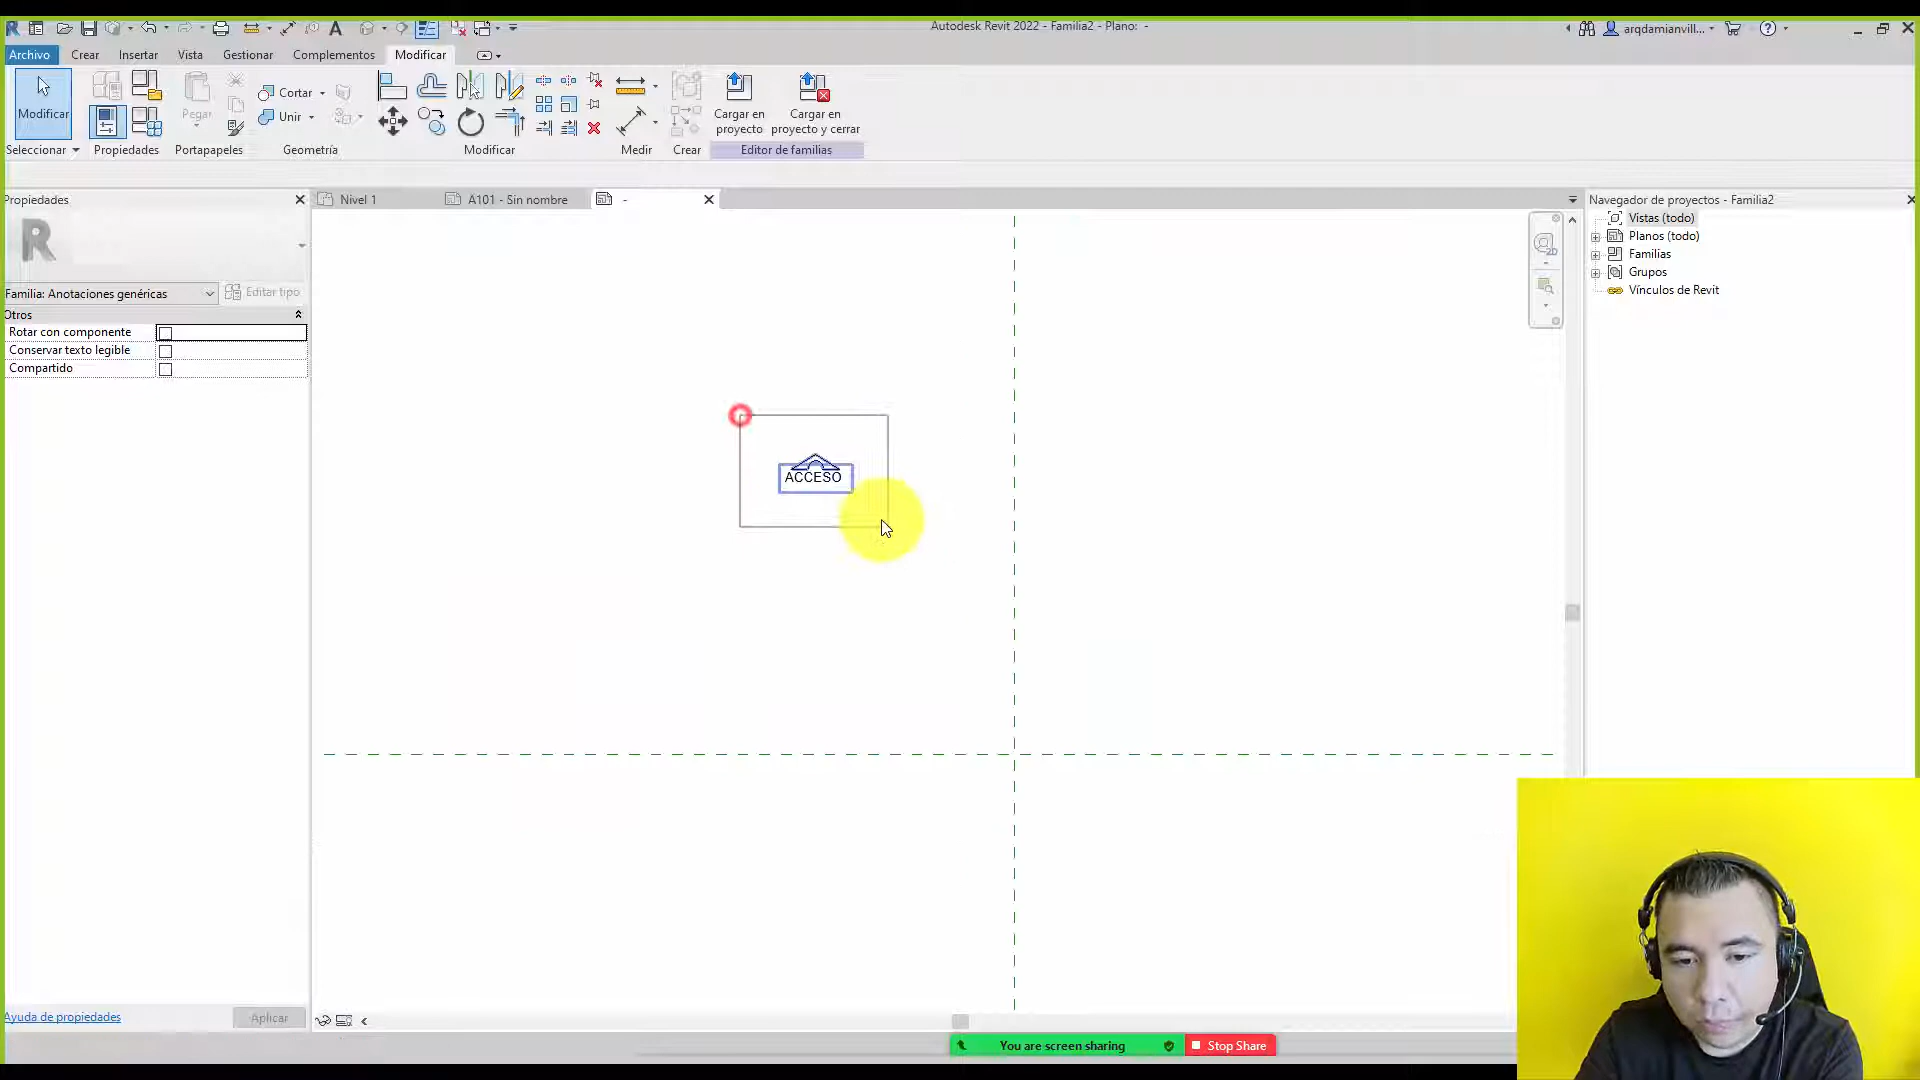 Autodesk Revit 2022 - Familia2 - Plano: -
arqdamianvill...
Archivo Crear Insertar Vista Gestionar Complementos Modificar
Modificar
Pegar
Cortar
Unir
Cargar en proyecto
Cargar en proyecto y cerrar
Seleccionar Propiedades Portapapeles Geometría Modificar Medir Crear Editor de familias
Propiedades
Nivel 1
A101 - Sin nombre
-
Navegador de proyectos - Familia2
Vistas (todo)
Planos (todo)
Familias
Grupos
Vínculos de Revit
R
2D
Familia: Anotaciones genéricas
Editar tipo
Otros
Rotar con componente
Conservar texto legible
Compartido
ACCESO
Ayuda de propiedades
Aplicar
You are screen sharing
Stop Share